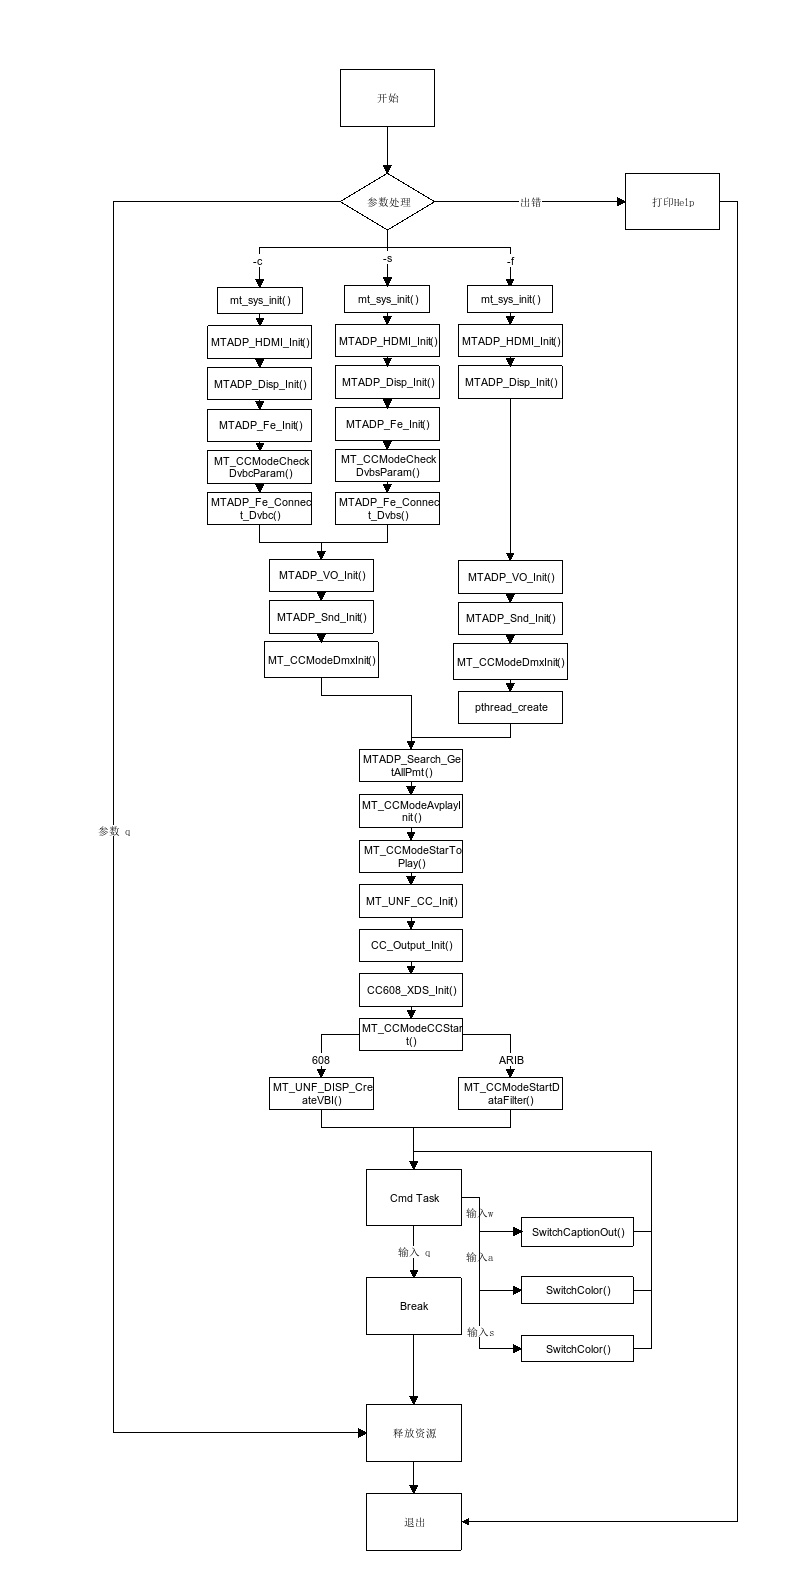 开始
参数处理
出错
打印Help
-c
-s
-f
mt_sys_init()
mt_sys_init()
mt_sys_init()
MTADP_HDMI_Init()
MTADP_HDMI_Init()
MTADP_HDMI_Init()
MTADP_Disp_Init()
MTADP_Disp_Init()
MTADP_Disp_Init()
MTADP_Fe_Init()
MTADP_Fe_Init()
MT_CCModeCheck
DvbcParam()
MT_CCModeCheck
DvbsParam()
MTADP_Fe_Connec
t_Dvbc()
MTADP_Fe_Connec
t_Dvbs()
MTADP_VO_Init()
MTADP_VO_Init()
MTADP_Snd_Init()
MTADP_Snd_Init()
MT_CCModeDmxInit()
MT_CCModeDmxInit()
pthread_create
MTADP_Search_Ge
tAllPmt()
MT_CCModeAvplayI
nit()
参数 q
MT_CCModeStarTo
Play()
MT_UNF_CC_Init()
CC_Output_Init()
CC608_XDS_Init()
MT_CCModeCCStar
t()
608
ARIB
MT_UNF_DISP_Cre
ateVBI()
MT_CCModeStartD
ataFilter()
Cmd Task
输入w
SwitchCaptionOut()
输入 q
输入a
SwitchColor()
Break
输入s
SwitchColor()
释放资源
退出